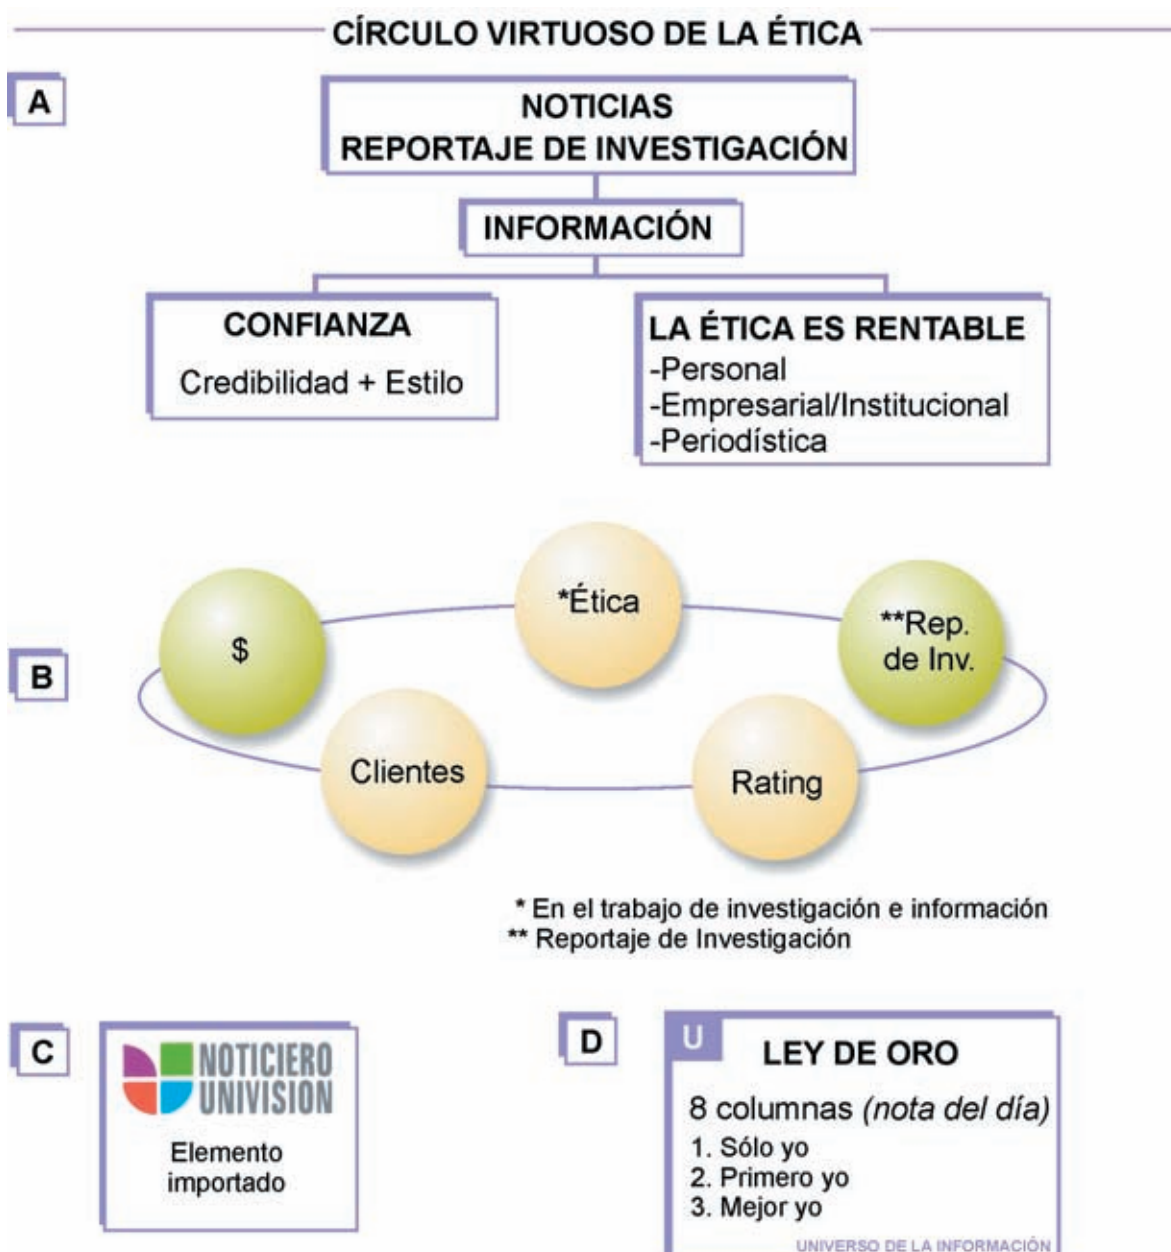 CÍRCULO VIRTUOSO DE LA ÉTICA
A
NOTICIAS
REPORTAJE DE INVESTIGACIÓN
INFORMACIÓN
CONFIANZA
Credibilidad + Estilo
LA ÉTICA ES RENTABLE
-Personal
-Empresarial/Institucional
-Periodística
B
$
*Ética
**Rep.
de Inv.
Clientes
Rating
* En el trabajo de investigación e información
** Reportaje de Investigación
C
NOTICIERO
UNIVISION
Elemento
importado
D
U
LEY DE ORO
8 columnas (nota del día)
1. Sólo yo
2. Primero yo
3. Mejor yo
UNIVERSO DE LA INFORMACIÓN